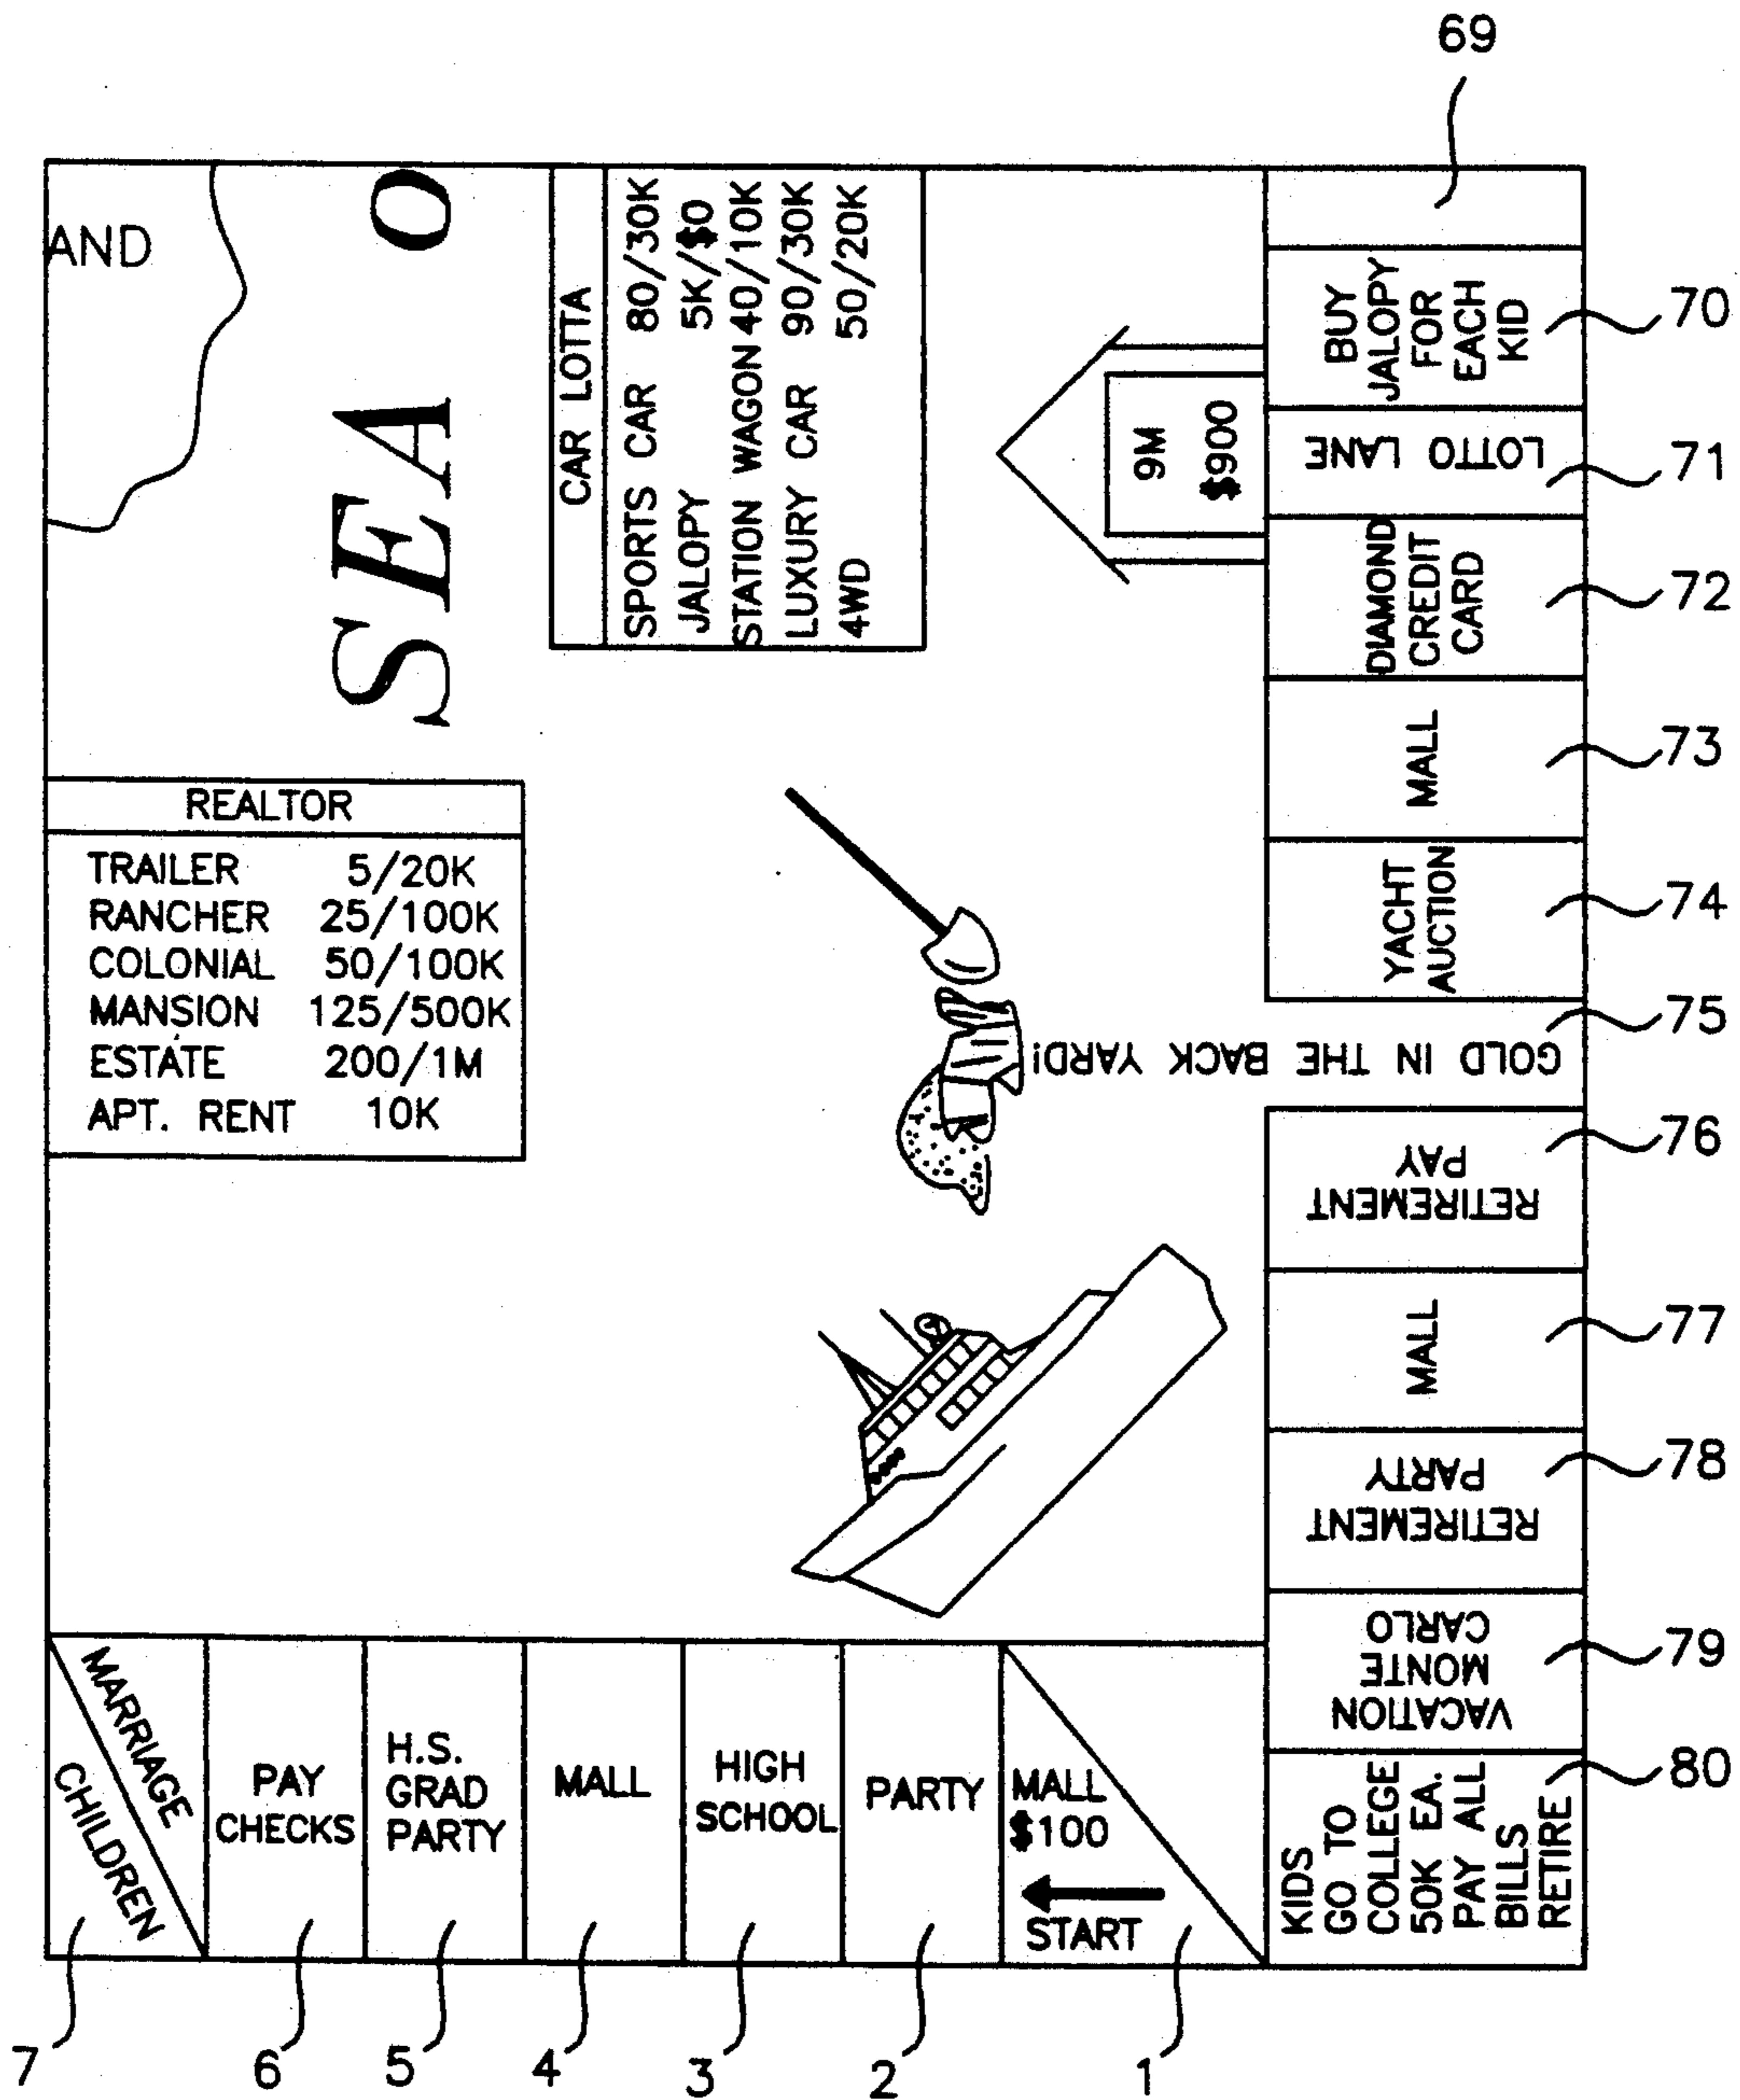 AND
SEA O
REALTOR
TRAILER 5/20K
RANCHER 25/100K
COLONIAL 50/100K
MANSION 125/500K
ESTATE 200/1M
APT. RENT 10K
CAR LOTTA
SPORTS CAR 80/30K
JALOPY 5K/$0
STATION WAGON 40/10K
LUXURY CAR 90/30K
4WD 50/20K
9M
$900
69
BUY
JALOPY
FOR
EACH
KID
70
LOTTO LANE
71
DIAMOND
CREDIT
CARD
72
MALL
73
YACHT
AUCTION
74
GOLD IN THE BACK YARD!
75
RETIREMENT
PAY
76
MALL
77
RETIREMENT
PARTY
78
VACATION
MONTE
CARLO
79
KIDS
GO TO
COLLEGE
50K EA.
PAY ALL
BILLS
RETIRE
80
MARRIAGE
CHILDREN
7
PAY
CHECKS
6
H.S.
GRAD
PARTY
5
MALL
4
HIGH
SCHOOL
3
PARTY
2
MALL
$100
START
1